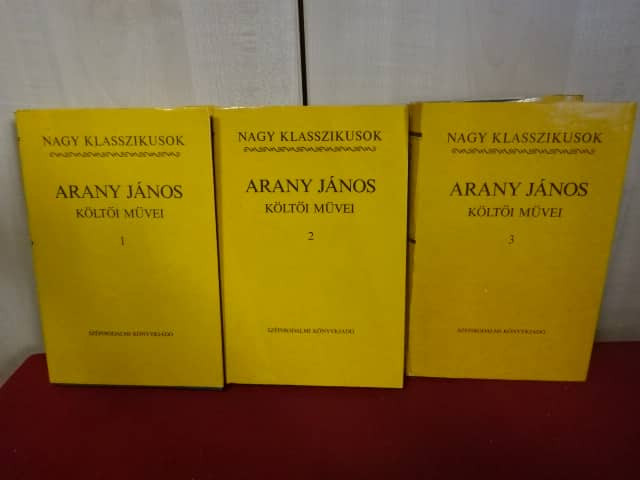 NAGY KLASSZIKUSOK
ARANY JÁNOS
KÖLTŐI MŰVEI
1
SZÉPIRODALMI KÖNYVKIADÓ
NAGY KLASSZIKUSOK
ARANY JÁNOS
KÖLTŐI MŰVEI
2
SZÉPIRODALMI KÖNYVKIADÓ
NAGY KLASSZIKUSOK
ARANY JÁNOS
KÖLTŐI MŰVEI
3
SZÉPIRODALMI KÖNYVKIADÓ